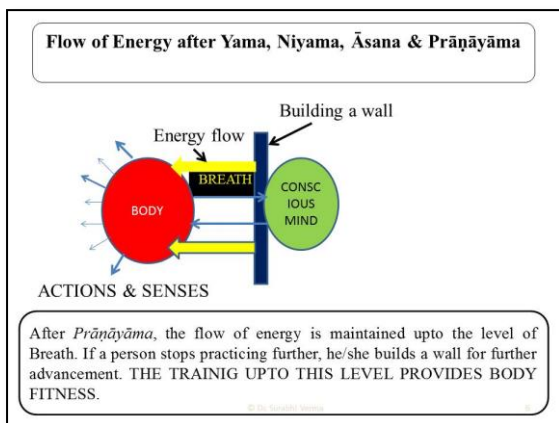 Flow of Energy after Yama, Niyama, Āsana & Prāṇāyāma
Building a wall
Energy flow
BREATH
BODY
CONSC
IOUS
MIND
ACTIONS & SENSES
After Prāṇāyāma, the flow of energy is maintained upto the level of
Breath. If a person stops practicing further, he/she builds a wall for further
advancement. THE TRAINIG UPTO THIS LEVEL PROVIDES BODY
FITNESS.